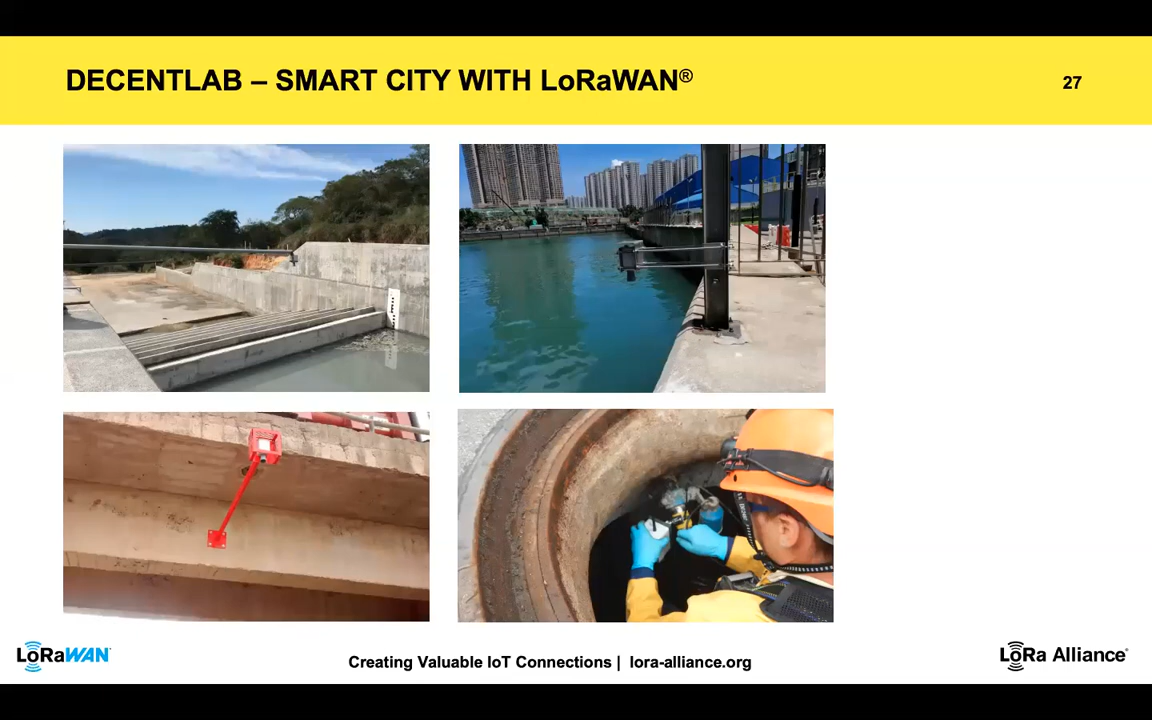 DECENTLAB – SMART CITY WITH LoRaWAN®
27
LoRaWAN®
Creating Valuable IoT Connections | lora-alliance.org
LoRa Alliance®